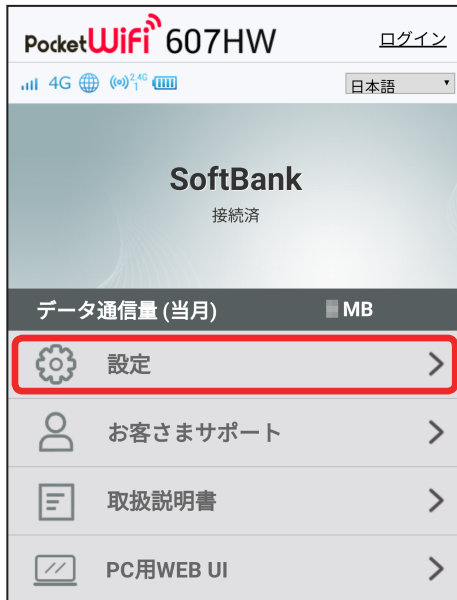 PocketWiFi 607HW ログイン
4G 2.4G 1 日本語
SoftBank
接続済
データ通信量 (当月) MB
設定
お客さまサポート
取扱説明書
PC用WEB UI